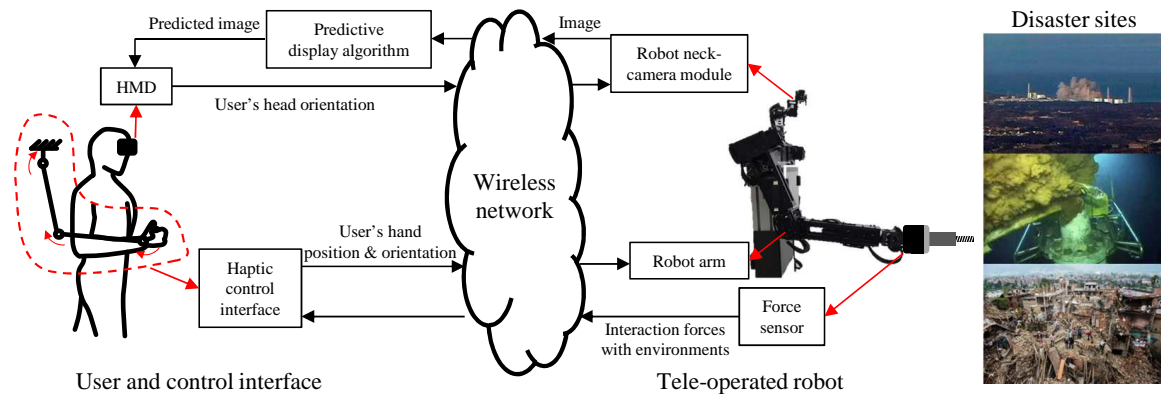 Predicted image
Predictive
display algorithm
Image
Robot neck-
camera module
Disaster sites
HMD
User's head orientation
Wireless
network
User's hand
position & orientation
Haptic
control
interface
Robot arm
Force
sensor
Interaction forces
with environments
User and control interface
Tele-operated robot